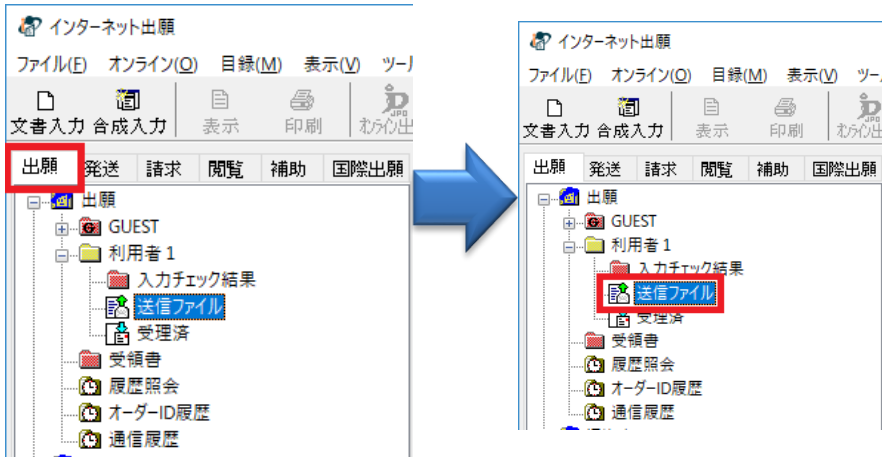 インターネット出願
ファイル(F) オンライン(O) 目録(M) 表示(V)
文書入力 合成入力 表示 印刷
出願 発送 請求 閲覧 補助 国際出願
出願
GUEST
利用者1
入力チェック結果
送信ファイル
受理済
受領書
履歴照会
オーダーID履歴
通信履歴
インターネット出願
ファイル(F) オンライン(O) 目録(M) 表示(V)
文書入力 合成入力 表示 印刷
出願 発送 請求 閲覧 補助 国際出願
出願
GUEST
利用者1
入力チェック結果
送信ファイル
受理済
受領書
履歴照会
オーダーID履歴
通信履歴